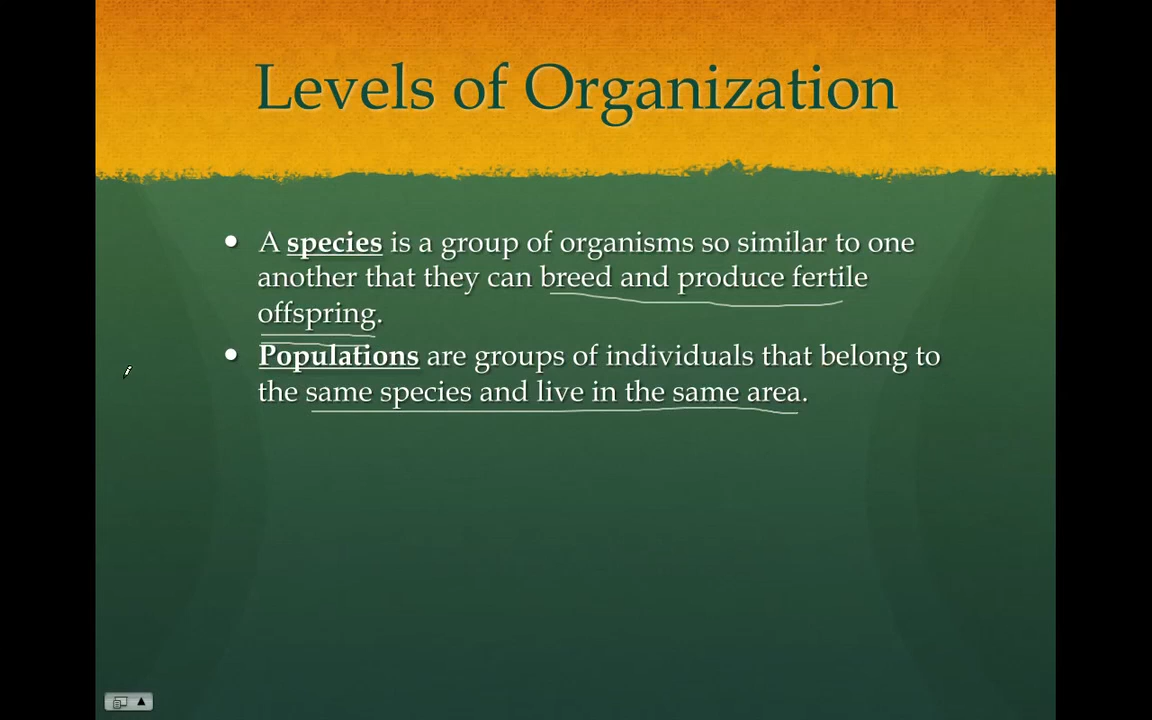 Levels of Organization
• A species is a group of organisms so similar to one
another that they can breed and produce fertile
offspring.
• Populations are groups of individuals that belong to
the same species and live in the same area.